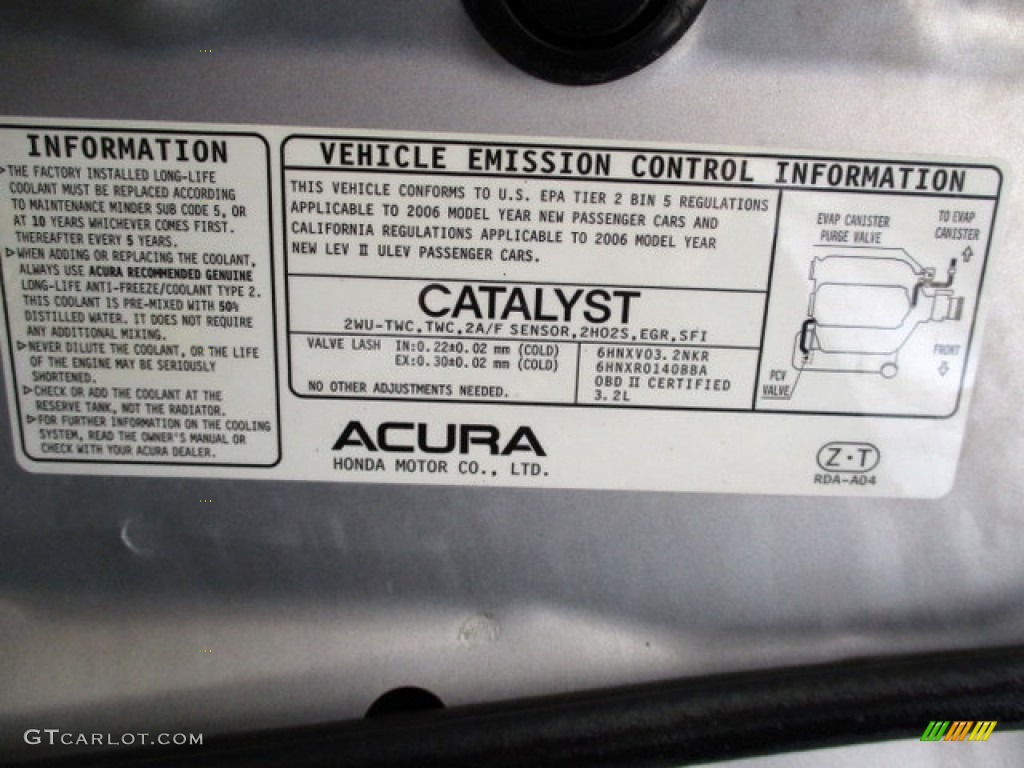 INFORMATION
THE FACTORY INSTALLED LONG-LIFE
COOLANT MUST BE REPLACED ACCORDING
TO MAINTENANCE MINDER SUB CODE 5, OR
AT 10 YEARS WHICHEVER COMES FIRST.
THEREAFTER EVERY 5 YEARS.
WHEN ADDING OR REPLACING THE COOLANT,
ALWAYS USE ACURA RECOMMENDED GENUINE
LONG-LIFE ANTI-FREEZE/COOLANT TYPE 2.
THIS COOLANT IS PRE-MIXED WITH 50%
DISTILLED WATER. IT DOES NOT REQUIRE
ANY ADDITIONAL MIXING.
NEVER DILUTE THE COOLANT, OR THE LIFE
OF THE ENGINE MAY BE SERIOUSLY
SHORTENED.
CHECK OR ADD THE COOLANT AT THE
RESERVE TANK, NOT THE RADIATOR.
FOR FURTHER INFORMATION ON THE COOLING
SYSTEM, READ THE OWNER'S MANUAL OR
CHECK WITH YOUR ACURA DEALER.
VEHICLE EMISSION CONTROL INFORMATION
THIS VEHICLE CONFORMS TO U.S. EPA TIER 2 BIN 5 REGULATIONS
APPLICABLE TO 2006 MODEL YEAR NEW PASSENGER CARS AND
CALIFORNIA REGULATIONS APPLICABLE TO 2006 MODEL YEAR
NEW LEV II ULEV PASSENGER CARS.
CATALYST
2WU-TWC,TWC,2A/F SENSOR,2HO2S,EGR,SFI
VALVE LASH IN:0.22±0.02 mm (COLD)
EX:0.30±0.02 mm (COLD)
NO OTHER ADJUSTMENTS NEEDED.
6HNXV03.2NKR
6HNXR0140BBA
OBD II CERTIFIED
3.2L
EVAP CANISTER
PURGE VALVE
TO EVAP
CANISTER
FRONT
PCV
VALVE
ACURA
HONDA MOTOR CO., LTD.
Z·T
RDA-A04
GTCARLOT.COM